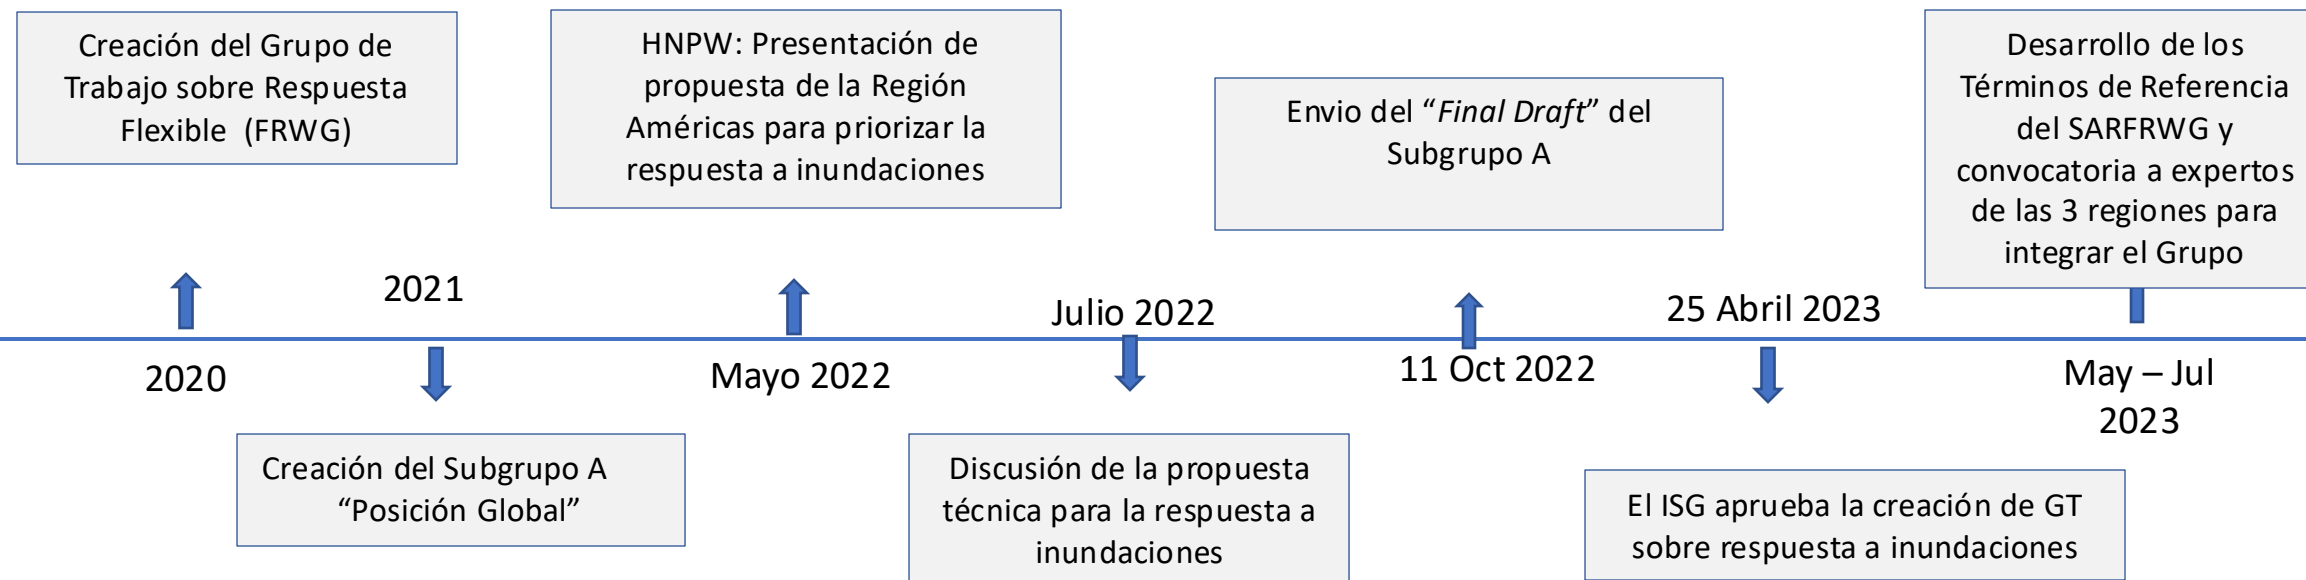 Creación del Grupo de
Trabajo sobre Respuesta
Flexible (FRWG)
2020
2021
Creación del Subgrupo A
“Posición Global”
HNPW: Presentación de
propuesta de la Región
Américas para priorizar la
respuesta a inundaciones
Mayo 2022
Julio 2022
Discusión de la propuesta
técnica para la respuesta a
inundaciones
Envio del “Final Draft” del
Subgrupo A
11 Oct 2022
25 Abril 2023
El ISG aprueba la creación de GT
sobre respuesta a inundaciones
Desarrollo de los
Términos de Referencia
del SARFRWG y
convocatoria a expertos
de las 3 regiones para
integrar el Grupo
May – Jul
2023